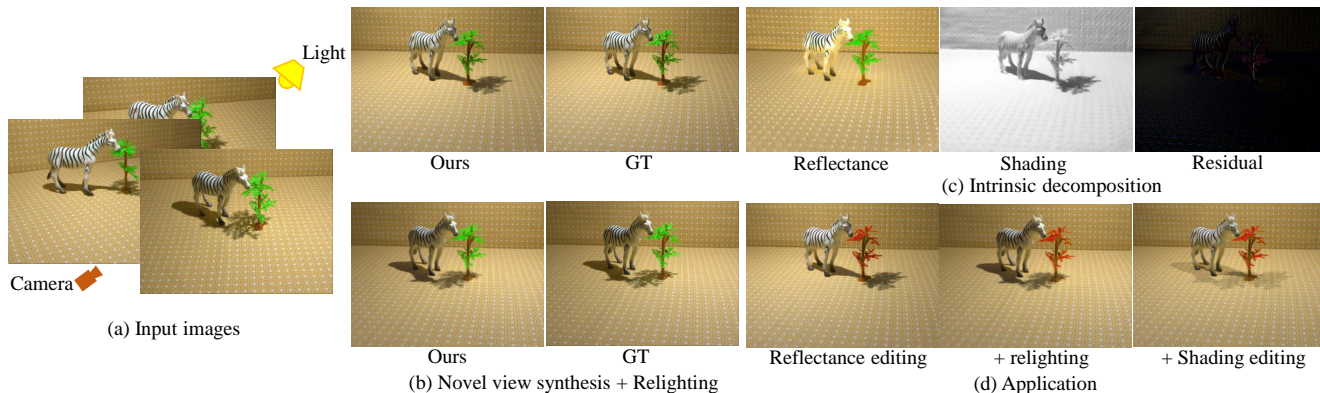 Light
Camera
(a) Input images
Ours GT
Ours GT
(b) Novel view synthesis + Relighting
Reflectance Shading Residual
(c) Intrinsic decomposition
Reflectance editing + relighting + Shading editing
(d) Application